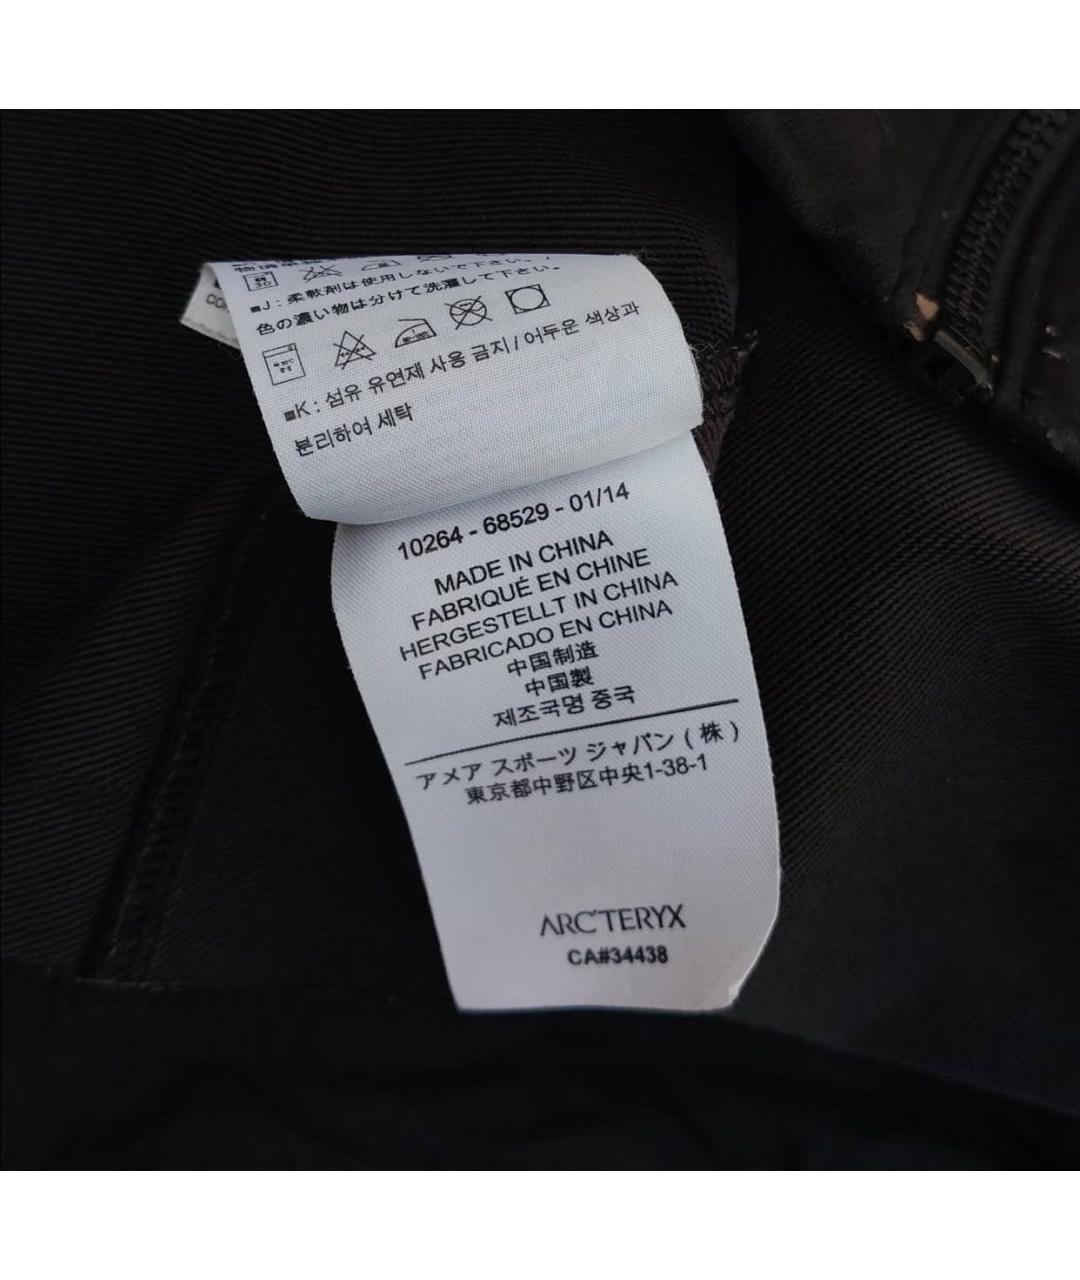 ■J : 柔軟剤は使用しないで下さい。/
色の濃い物は分けて洗濯して下さい。
■K : 섬유 유연제 사용 금지 / 어두운 색상과
분리하여 세탁
10264 - 68529 - 01/14
MADE IN CHINA
FABRIQUÉ EN CHINE
HERGESTELLT IN CHINA
FABRICADO EN CHINA
中国制造
中国製
제조국명 중국
アメア スポーツ ジャパン ( 株 )
東京都中野区中央1-38-1
ARC'TERYX
CA#34438